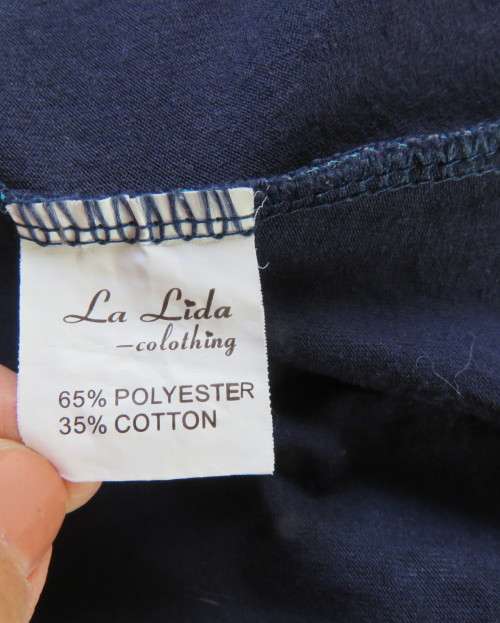 La Lida
-colothing
65% POLYESTER
35% COTTON